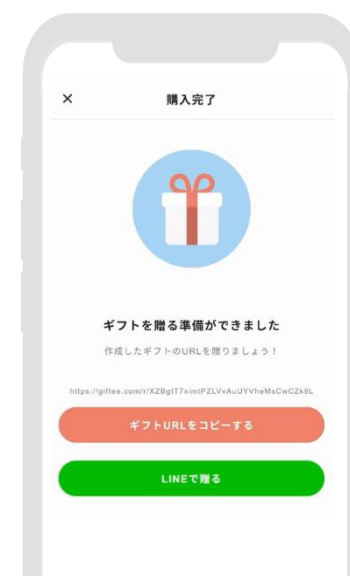 ×
購入完了
ギフトを贈る準備ができました
作成したギフトのURLを贈りましょう！
https://giftee.com/r/XZBgIT7ximtPZLVvAuUYVheMsCwCZk8L
ギフトURLをコピーする
LINEで贈る